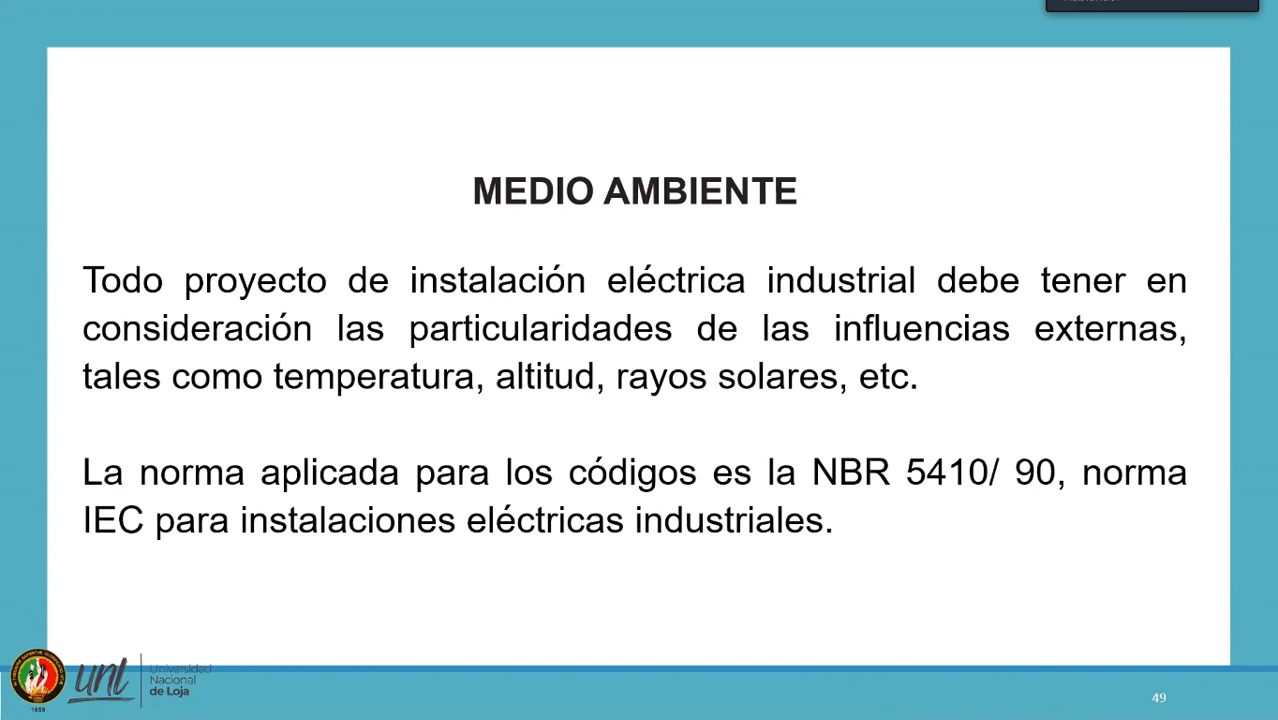 MEDIO AMBIENTE
Todo proyecto de instalación eléctrica industrial debe tener en
consideración las particularidades de las influencias externas,
tales como temperatura, altitud, rayos solares, etc.
La norma aplicada para los códigos es la NBR 5410/ 90, norma
IEC para instalaciones eléctricas industriales.
unl
Universidad
Nacional
de Loja
1859
49